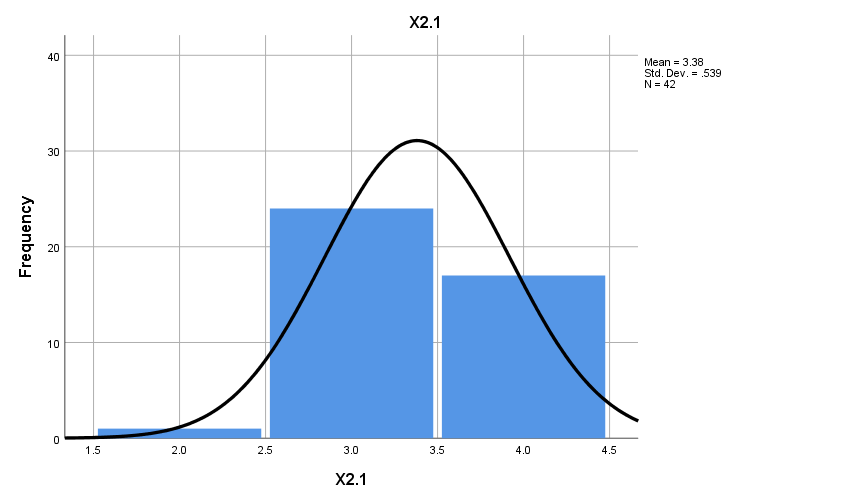 X2.1
Mean = 3.38
Std. Dev. = .539
N = 42
Frequency
40
30
20
10
0
1.5 2.0 2.5 3.0 3.5 4.0 4.5
X2.1